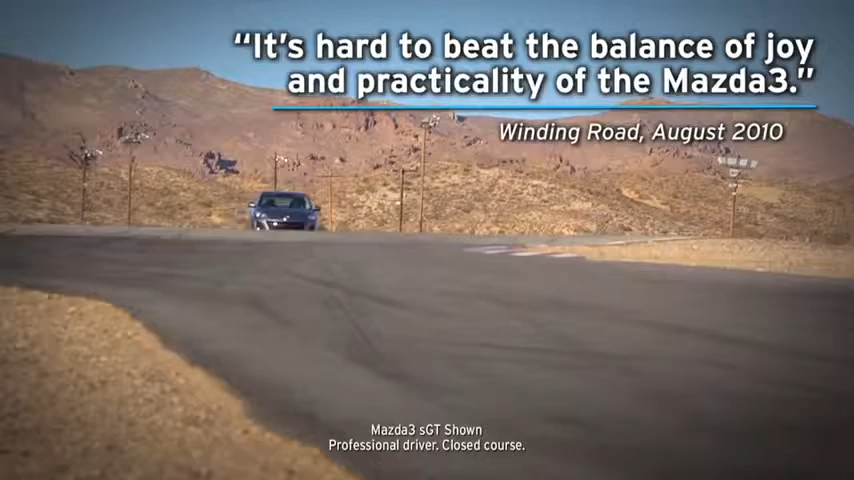 “It’s hard to beat the balance of joy
and practicality of the Mazda3.”
Winding Road, August 2010
Mazda3 sGT Shown
Professional driver. Closed course.